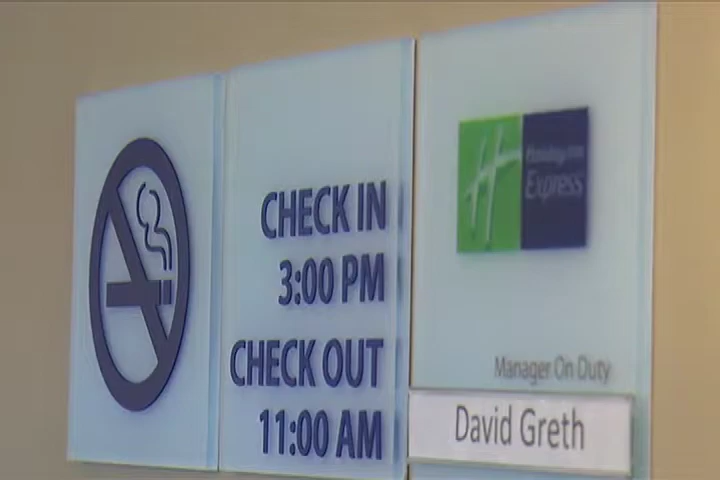 CHECK IN
3:00 PM
CHECK OUT
11:00 AM
Holiday Inn
Express
Manager On Duty
David Greth